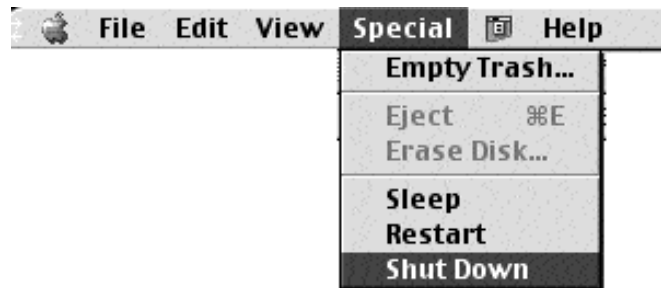 File Edit View Special Help
Empty Trash...
Eject ⌘E
Erase Disk...
Sleep
Restart
Shut Down